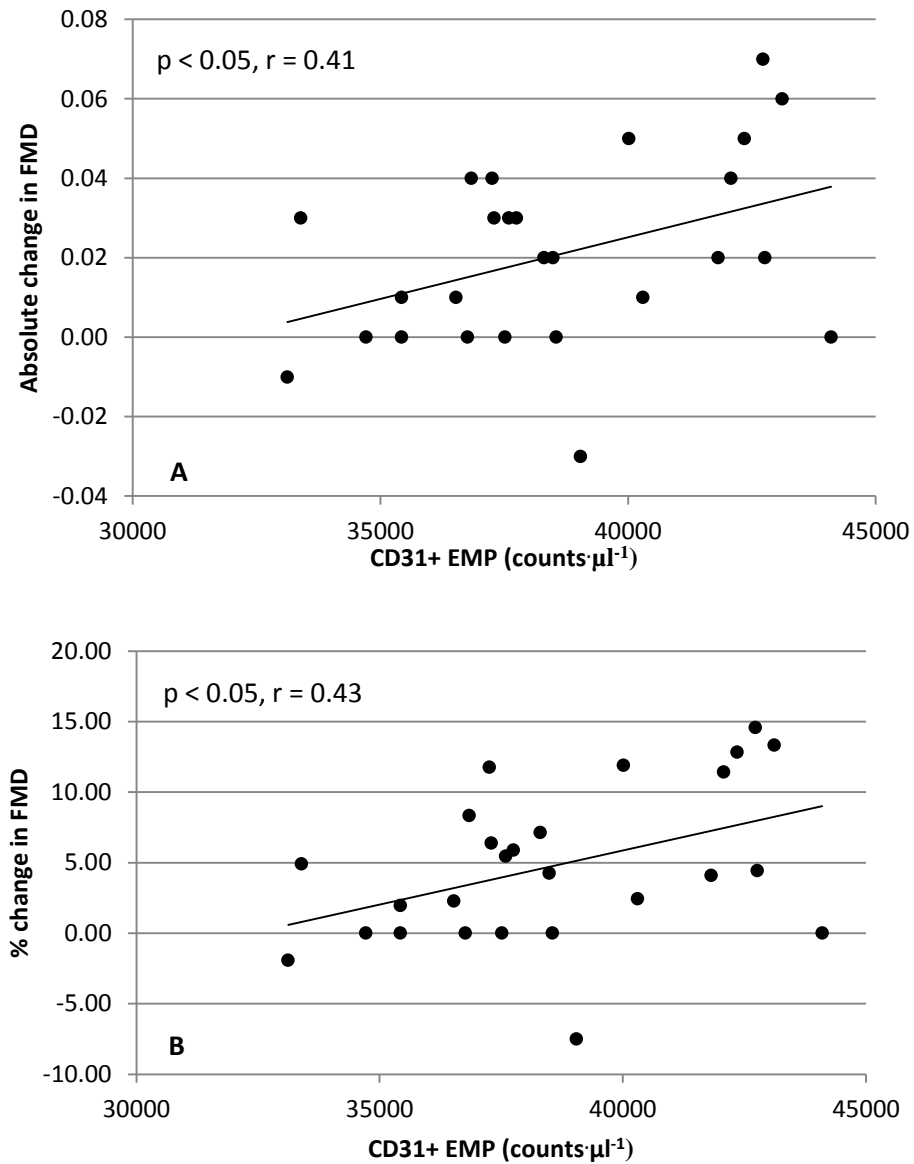 0.08
p < 0.05, r = 0.41
0.06
0.04
0.02
0.00
-0.02
A
-0.04
Absolute change in FMD
30000 35000 40000 45000
CD31+ EMP (counts·µl-1)
20.00
p < 0.05, r = 0.43
15.00
10.00
5.00
0.00
-5.00
B
-10.00
% change in FMD
30000 35000 40000 45000
CD31+ EMP (counts·µl-1)